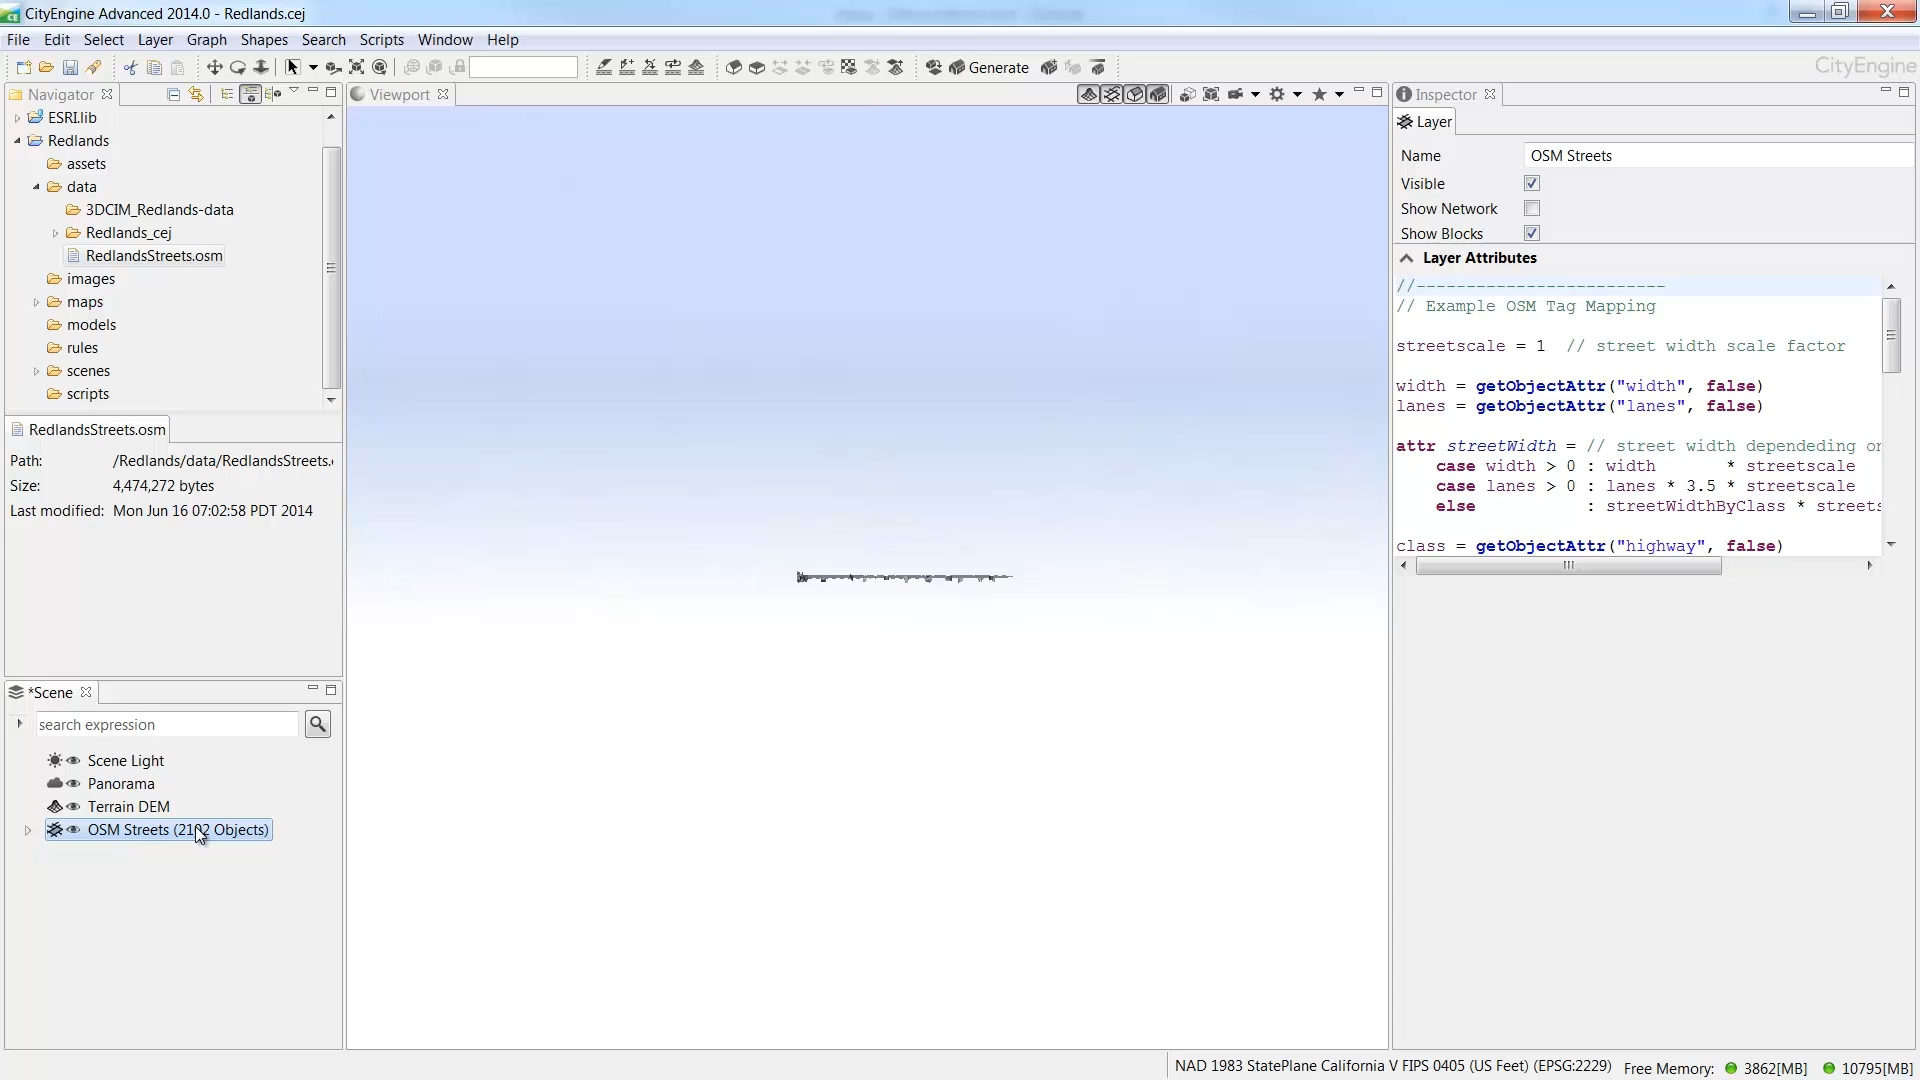 CityEngine Advanced 2014.0 - Redlands.cej
File Edit Select Layer Graph Shapes Search Scripts Window Help
Generate
CityEngine
Navigator
ESRI.lib
Redlands
assets
data
3DCIM_Redlands-data
Redlands_cej
RedlandsStreets.osm
images
maps
models
rules
scenes
scripts
RedlandsStreets.osm
Path: /Redlands/data/RedlandsStreets.
Size: 4,474,272 bytes
Last modified: Mon Jun 16 07:02:58 PDT 2014
*Scene
search expression
Scene Light
Panorama
Terrain DEM
OSM Streets (2102 Objects)
Viewport
Inspector
Layer
Name OSM Streets
Visible
Show Network
Show Blocks
Layer Attributes
//-------------------------
// Example OSM Tag Mapping
streetscale = 1 // street width scale factor
width = getObjectAttr("width", false)
lanes = getObjectAttr("lanes", false)
attr streetWidth = // street width dependeding on
case width > 0 : width * streetscale
case lanes > 0 : lanes * 3.5 * streetscale
else : streetWidthByClass * streets
class = getObjectAttr("highway", false)
NAD 1983 StatePlane California V FIPS 0405 (US Feet) (EPSG:2229) Free Memory: 3862[MB] 10795[MB]